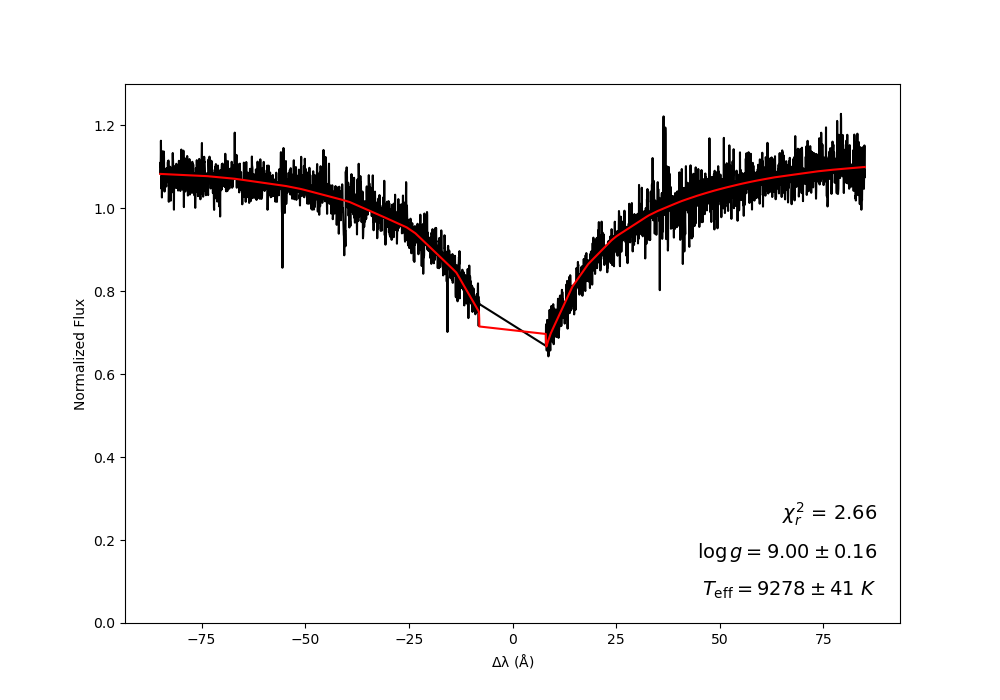 1.2
1.0
0.8
0.6
0.4
0.2
0.0
Normalized Flux
χ²ᵣ = 2.66
log g = 9.00 ± 0.16
T_eff = 9278 ± 41 K
−75 −50 −25 0 25 50 75
Δλ (Å)